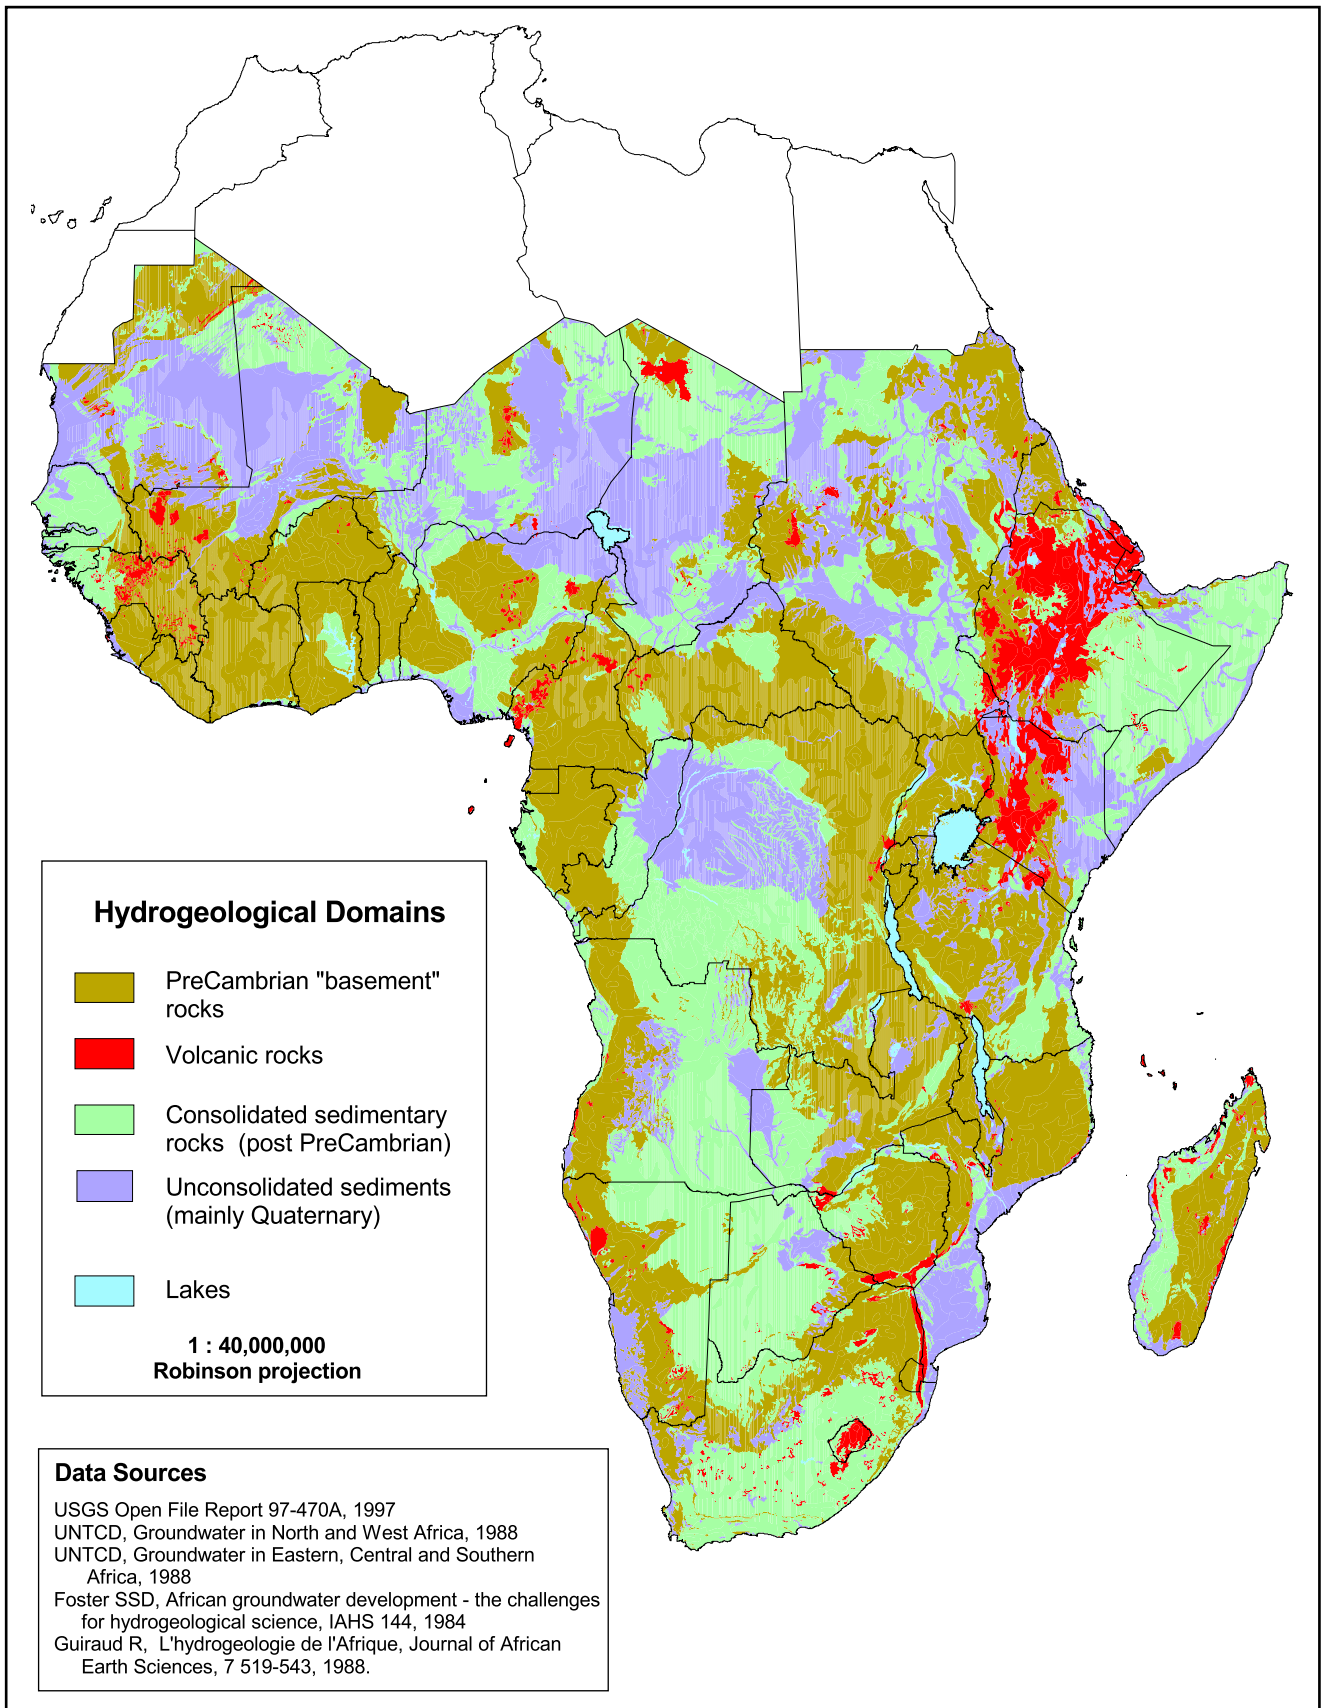 Hydrogeological Domains
PreCambrian "basement"
rocks
Volcanic rocks
Consolidated sedimentary
rocks (post PreCambrian)
Unconsolidated sediments
(mainly Quaternary)
Lakes
1 : 40,000,000
Robinson projection
Data Sources
USGS Open File Report 97-470A, 1997
UNTCD, Groundwater in North and West Africa, 1988
UNTCD, Groundwater in Eastern, Central and Southern
Africa, 1988
Foster SSD, African groundwater development - the challenges
for hydrogeological science, IAHS 144, 1984
Guiraud R, L'hydrogeologie de l'Afrique, Journal of African
Earth Sciences, 7 519-543, 1988.